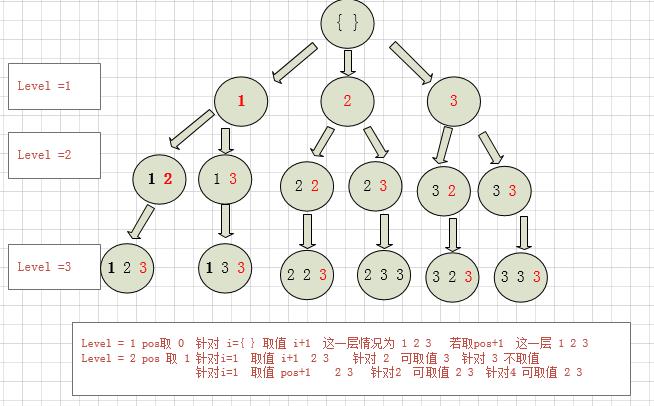 { }
Level =1
1
2
3
Level =2
1 2
1 3
2 2
2 3
3 2
3 3
Level =3
1 2 3
1 3 3
2 2 3
2 3 3
3 2 3
3 3 3
Level = 1 pos取 0 针对 i={ } 取值 i+1 这一层情况为 1 2 3 若取pos+1 这一层 1 2 3
Level = 2 pos 取 1 针对i=1 取值 i+1 2 3 针对 2 可取值 3 针对 3 不取值
针对i=1 取值 pos+1 2 3 针对2 可取值 2 3 针对4 可取值 2 3